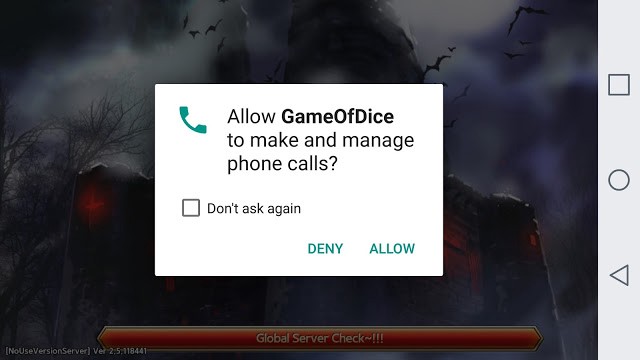 Allow GameOfDice
to make and manage
phone calls?
Don't ask again
DENY ALLOW
Global Server Check~!!!
[NoUseVersionServer] Ver 2.5.118441